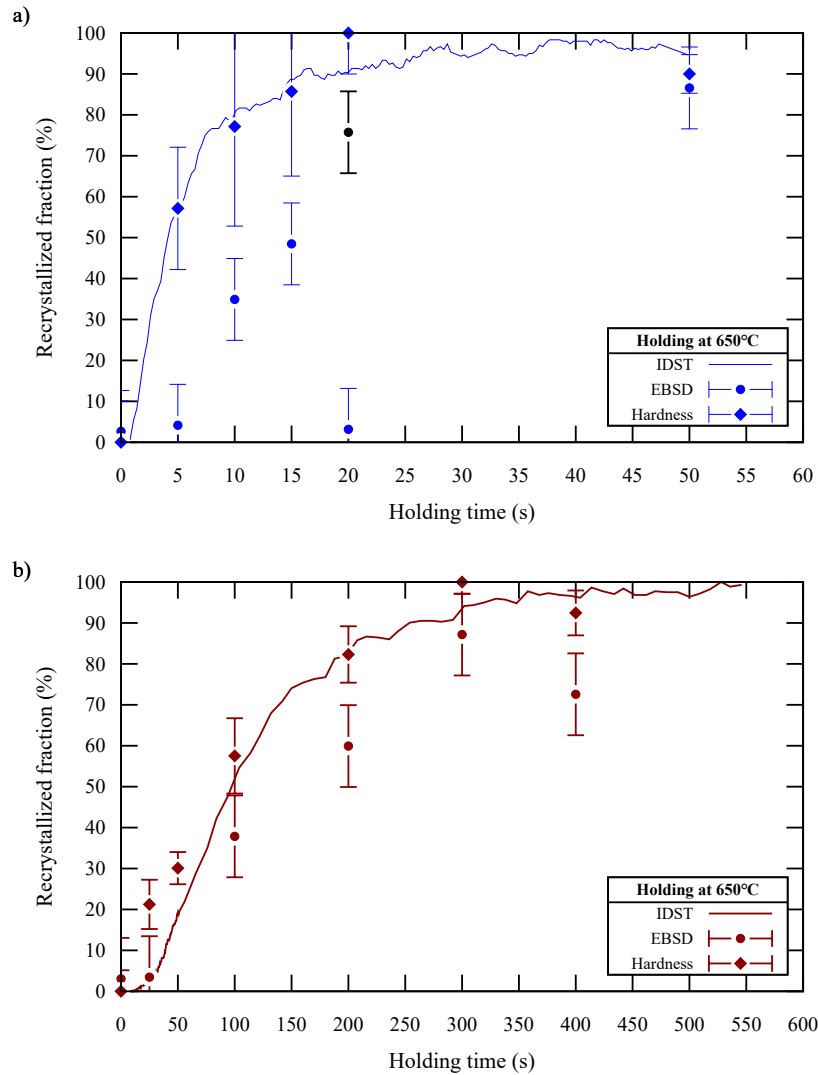 a)
100
90
80
70
60
50
40
30
20
10
0
Recrystallized fraction (%)
Holding at 650°C
IDST
EBSD
Hardness
0 5 10 15 20 25 30 35 40 45 50 55 60
Holding time (s)
b)
100
90
80
70
60
50
40
30
20
10
0
Recrystallized fraction (%)
Holding at 650°C
IDST
EBSD
Hardness
0 50 100 150 200 250 300 350 400 450 500 550 600
Holding time (s)